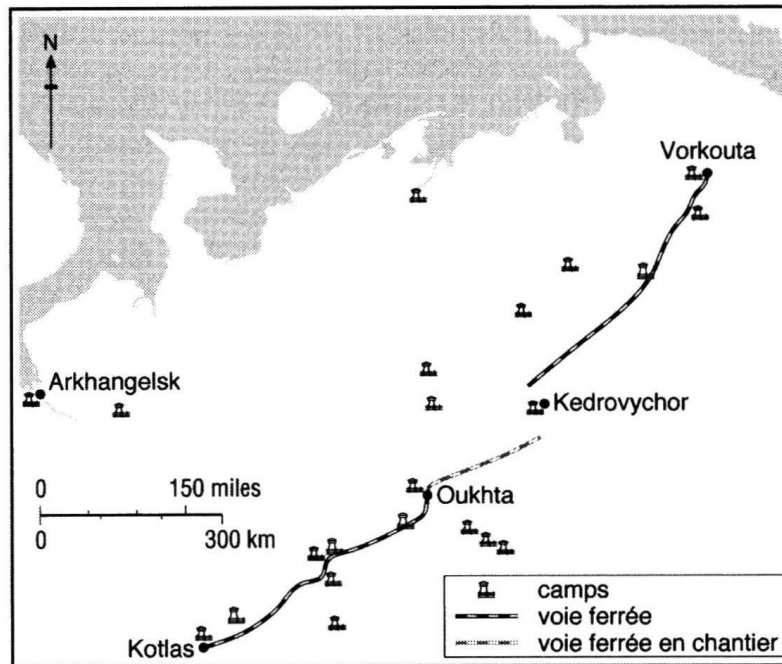 N
Vorkouta
Arkhangelsk
Kedrovychor
0 150 miles
Oukhta
0 300 km
camps
voie ferrée
Kotlas
voie ferrée en chantier